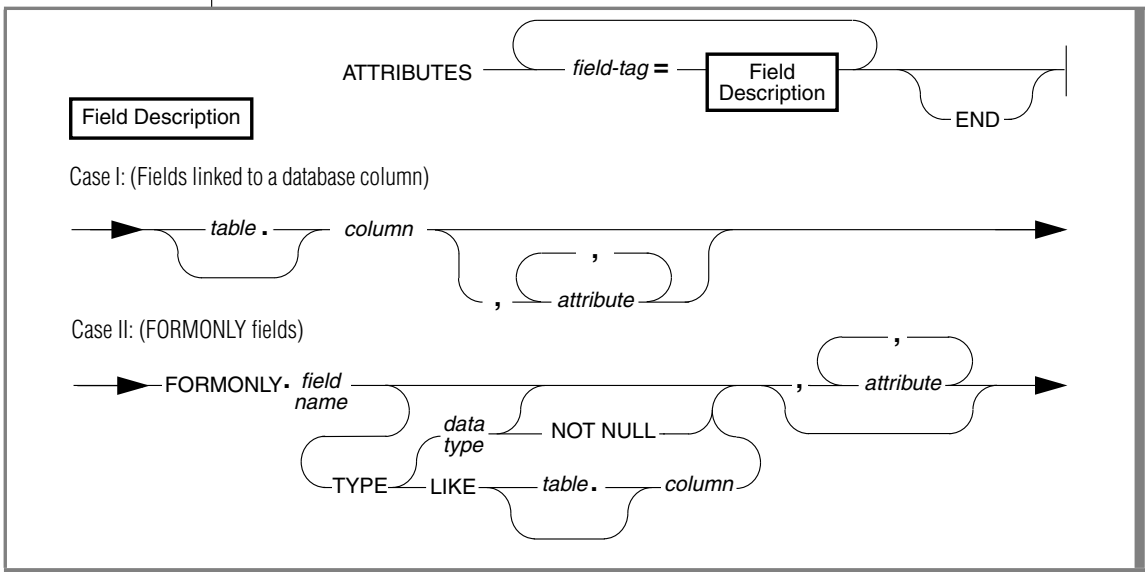 ATTRIBUTES field-tag = Field Description
END
Field Description
Case I: (Fields linked to a database column)
table . column
,
, attribute
Case II: (FORMONLY fields)
,
FORMONLY . field name , attribute
data type NOT NULL
TYPE LIKE table . column